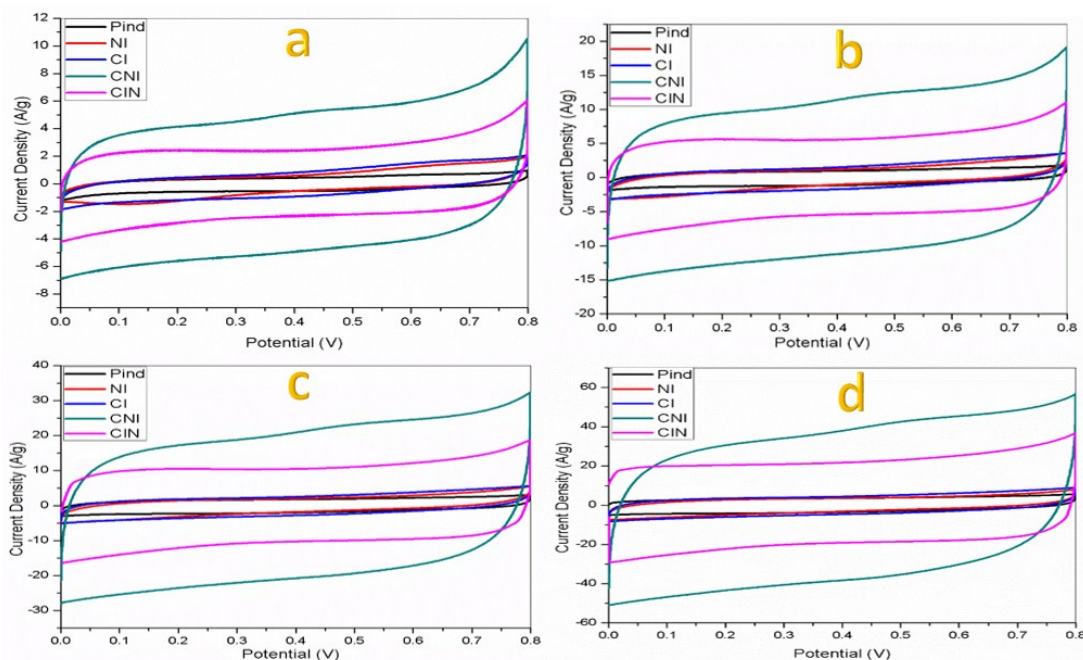 a
Pind
NI
CI
CNI
CIN
12
10
8
6
4
2
0
-2
-4
-6
-8
Current Density (A/g)
0.0 0.1 0.2 0.3 0.4 0.5 0.6 0.7 0.8
Potential (V)
b
Pind
NI
CI
CNI
CIN
20
15
10
5
0
-5
-10
-15
-20
Current Density (A/g)
0.0 0.1 0.2 0.3 0.4 0.5 0.6 0.7 0.8
Potential (V)
c
Pind
NI
CI
CNI
CIN
40
30
20
10
0
-10
-20
-30
Current Density (A/g)
0.0 0.1 0.2 0.3 0.4 0.5 0.6 0.7 0.8
Potential (V)
d
Pind
NI
CI
CNI
CIN
60
40
20
0
-20
-40
-60
Current Density (A/g)
0.0 0.1 0.2 0.3 0.4 0.5 0.6 0.7 0.8
Potential (V)